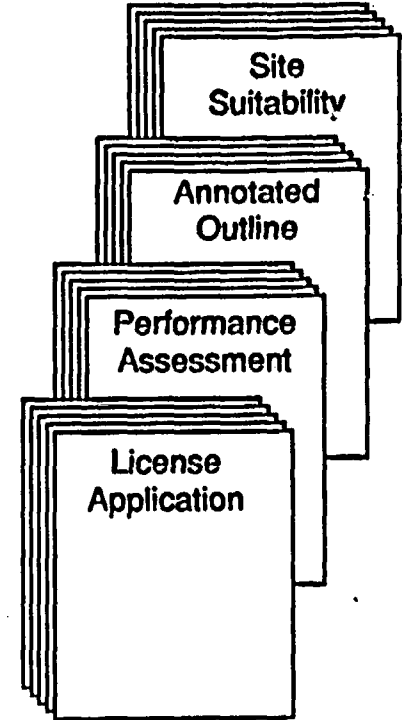 Site
Suitability
Annotated
Outline
Performance
Assessment
License
Application